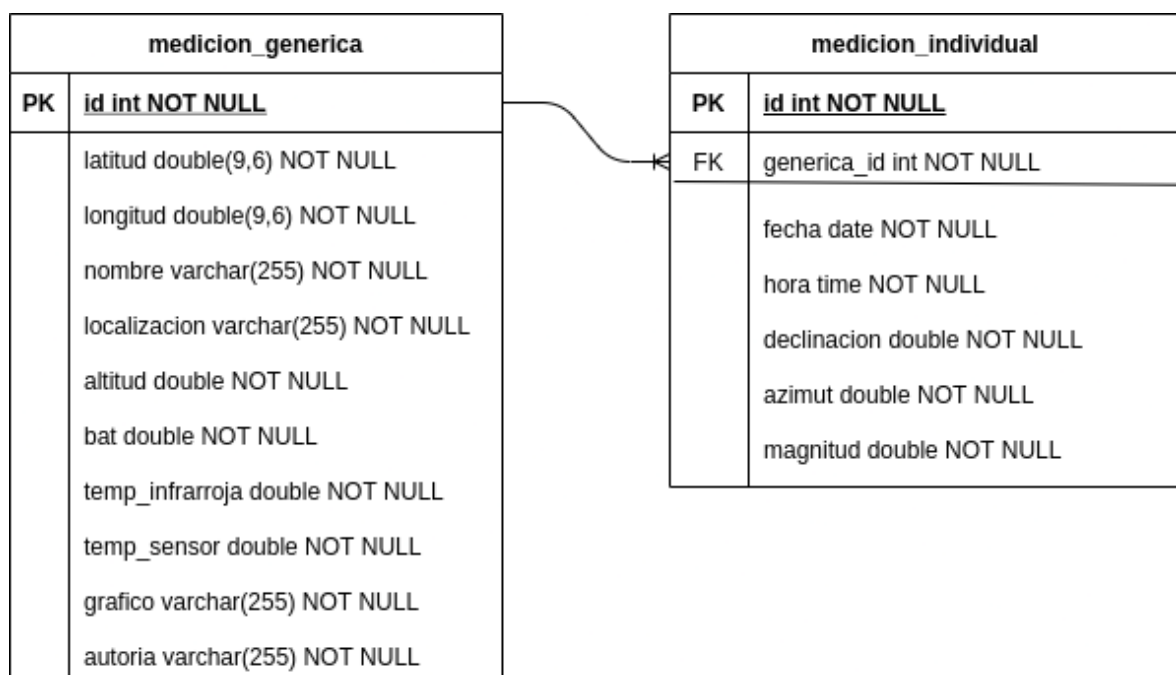 medicion_generica
PK id int NOT NULL
latitud double(9,6) NOT NULL
longitud double(9,6) NOT NULL
nombre varchar(255) NOT NULL
localizacion varchar(255) NOT NULL
altitud double NOT NULL
bat double NOT NULL
temp_infrarroja double NOT NULL
temp_sensor double NOT NULL
grafico varchar(255) NOT NULL
autoria varchar(255) NOT NULL
medicion_individual
PK id int NOT NULL
FK generica_id int NOT NULL
fecha date NOT NULL
hora time NOT NULL
declinacion double NOT NULL
azimut double NOT NULL
magnitud double NOT NULL